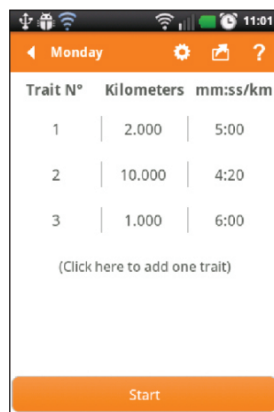 11:01
Monday
?
Trait N° Kilometers mm:ss/km
1 2.000 5:00
2 10.000 4:20
3 1.000 6:00
(Click here to add one trait)
Start